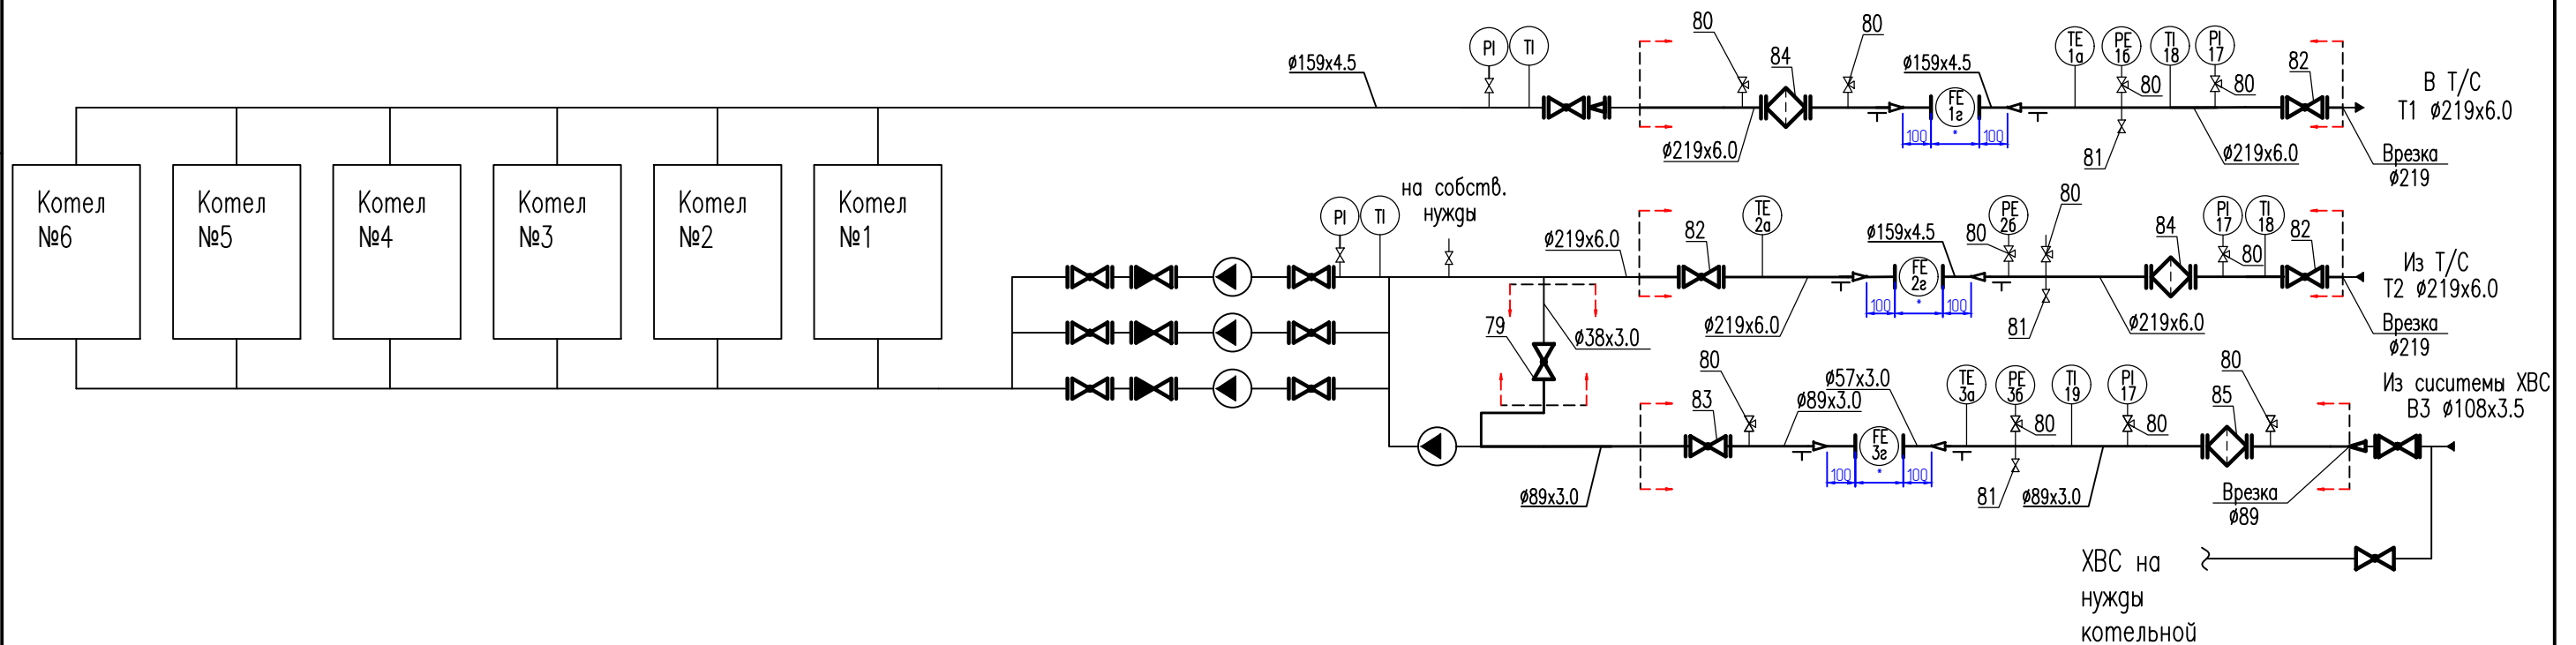 Котел
№6
Котел
№5
Котел
№4
Котел
№3
Котел
№2
Котел
№1
ø159x4.5
PI
TI
80
84
80
ø219x6.0
ø159x4.5
FE
1г
100
*
100
TE
1а
PE
1б
80
81
TI
18
PI
17
80
ø219x6.0
82
В Т/С
Т1 ø219x6.0
Врезка
ø219
PI
TI
на собств.
нужды
ø219x6.0
82
TE
2а
ø219x6.0
ø159x4.5
FE
2г
100
*
100
PE
2б
80
80
81
ø219x6.0
84
PI
17
80
TI
18
82
Из Т/С
Т2 ø219x6.0
Врезка
ø219
79
ø38x3.0
ø89x3.0
83
80
ø89x3.0
ø57x3.0
FE
3г
100
*
100
TE
3а
PE
3б
80
81
TI
19
PI
17
80
ø89x3.0
85
80
Из сиситемы ХВС
В3 ø108x3.5
Врезка
ø89
ХВС на
нужды
котельной